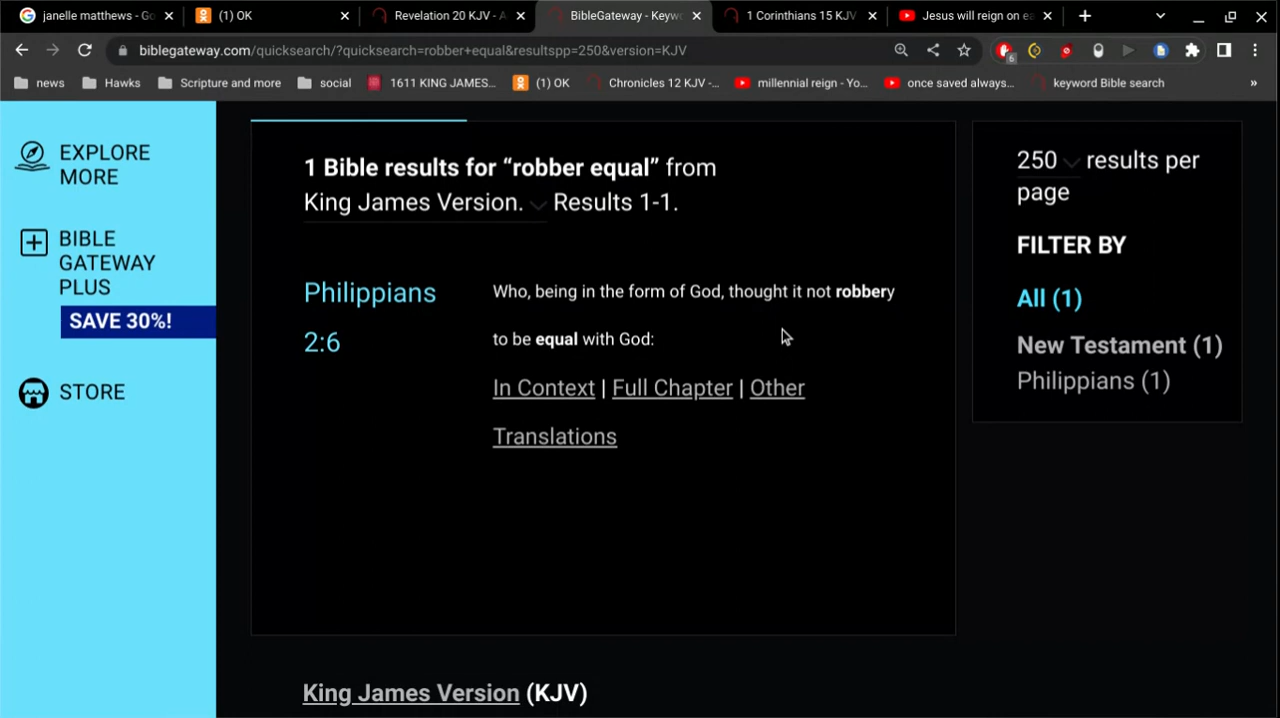 janelle matthews - Go
(1) OK
Revelation 20 KJV - A
BibleGateway - Keyw
1 Corinthians 15 KJV
Jesus will reign on ea
biblegateway.com/quicksearch/?quicksearch=robber+equal&resultspp=250&version=KJV
6
news
Hawks
Scripture and more
social
1611 KING JAMES...
(1) OK
Chronicles 12 KJV -...
millennial reign - Yo...
once saved always...
keyword Bible search
»
EXPLORE
MORE
BIBLE
GATEWAY
PLUS
SAVE 30%!
STORE
1 Bible results for “robber equal” from
King James Version. Results 1-1.
Philippians
2:6
Who, being in the form of God, thought it not robbery
to be equal with God:
In Context | Full Chapter | Other
Translations
King James Version (KJV)
250 results per
page
FILTER BY
All (1)
New Testament (1)
Philippians (1)